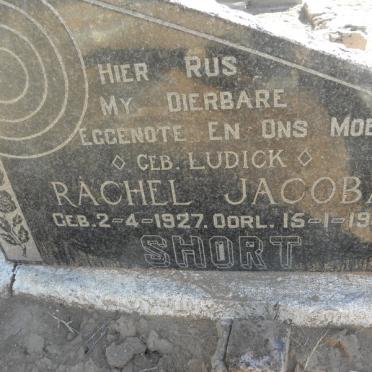 HIER RUS
MY DIERBARE
EGGENOTE EN ONS MOE
◇ GEB. LUDICK ◇
RACHEL JACOBA
GEB. 2-4-1927. OORL. 15-1-19
SHORT